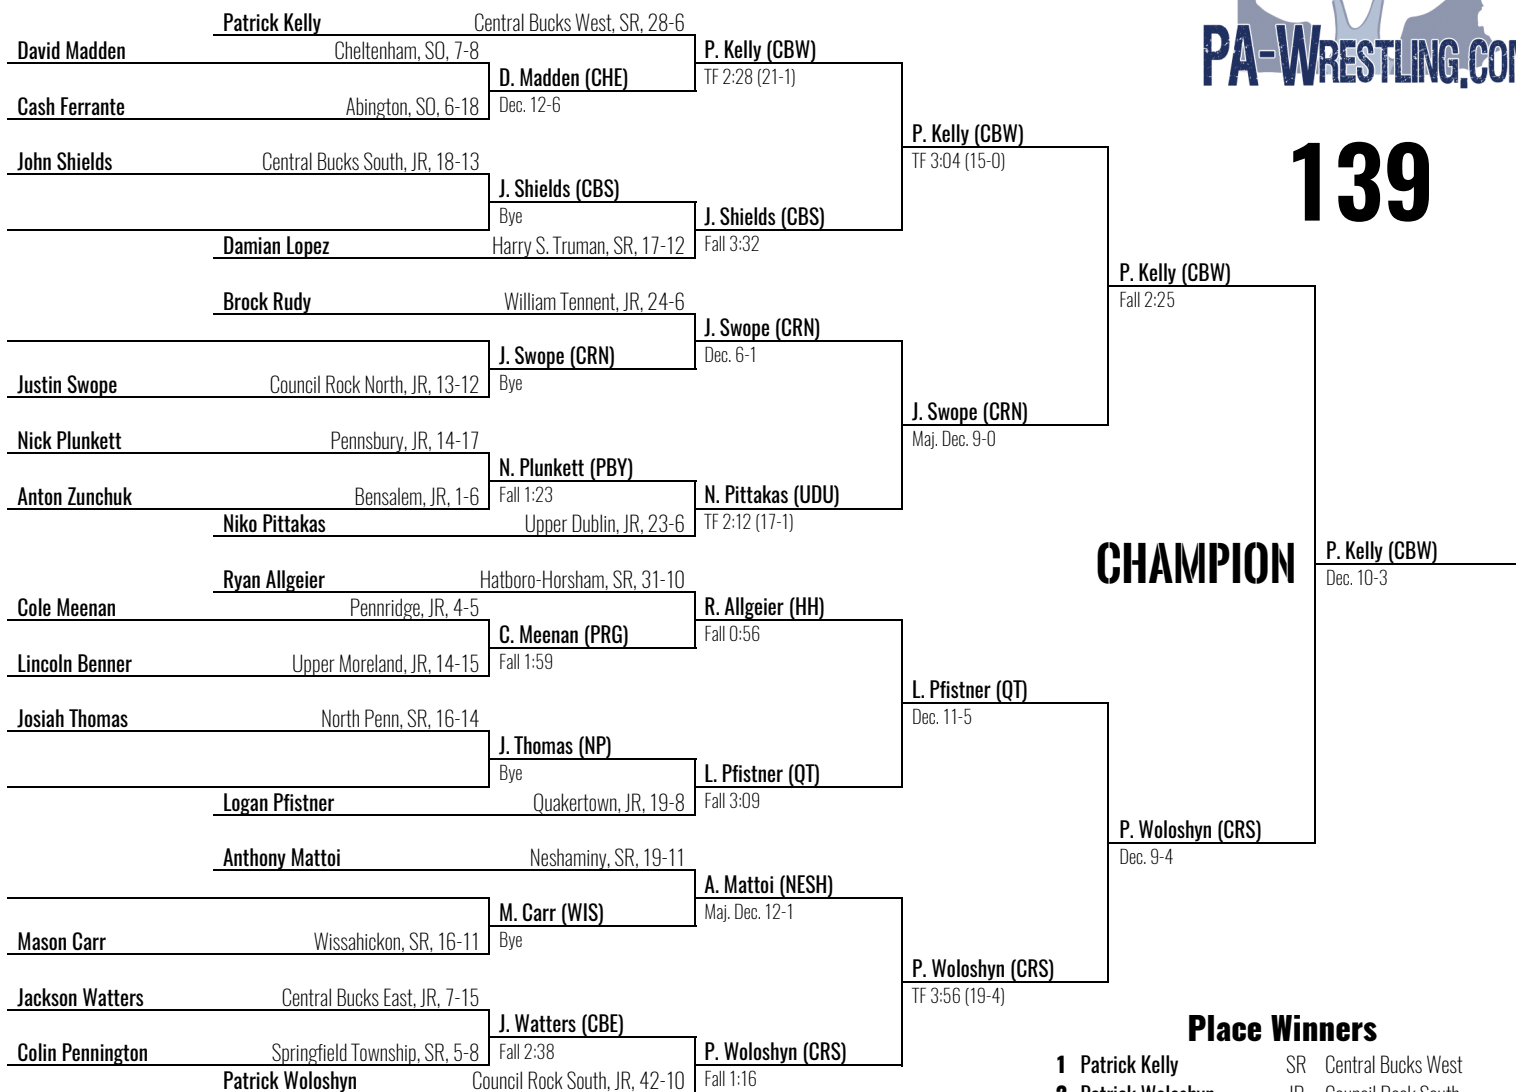 PA-WRESTLING.CO
139
Patrick Kelly Central Bucks West, SR, 28-6
David Madden Cheltenham, SO, 7-8
P. Kelly (CBW)
D. Madden (CHE)
TF 2:28 (21-1)
Cash Ferrante Abington, SO, 6-18
Dec. 12-6
P. Kelly (CBW)
TF 3:04 (15-0)
John Shields Central Bucks South, JR, 18-13
J. Shields (CBS)
Bye
J. Shields (CBS)
Damian Lopez Harry S. Truman, SR, 17-12
Fall 3:32
P. Kelly (CBW)
Fall 2:25
Brock Rudy William Tennent, JR, 24-6
J. Swope (CRN)
J. Swope (CRN)
Dec. 6-1
Justin Swope Council Rock North, JR, 13-12
Bye
J. Swope (CRN)
Maj. Dec. 9-0
Nick Plunkett Pennsbury, JR, 14-17
N. Plunkett (PBY)
Anton Zunchuk Bensalem, JR, 1-6
Fall 1:23
N. Pittakas (UDU)
Niko Pittakas Upper Dublin, JR, 23-6
TF 2:12 (17-1)
CHAMPION
P. Kelly (CBW)
Dec. 10-3
Ryan Allgeier Hatboro-Horsham, SR, 31-10
Cole Meenan Pennridge, JR, 4-5
R. Allgeier (HH)
C. Meenan (PRG)
Fall 0:56
Lincoln Benner Upper Moreland, JR, 14-15
Fall 1:59
L. Pfistner (QT)
Dec. 11-5
Josiah Thomas North Penn, SR, 16-14
J. Thomas (NP)
Bye
L. Pfistner (QT)
Logan Pfistner Quakertown, JR, 19-8
Fall 3:09
P. Woloshyn (CRS)
Dec. 9-4
Anthony Mattoi Neshaminy, SR, 19-11
A. Mattoi (NESH)
M. Carr (WIS)
Maj. Dec. 12-1
Mason Carr Wissahickon, SR, 16-11
Bye
P. Woloshyn (CRS)
TF 3:56 (19-4)
Jackson Watters Central Bucks East, JR, 7-15
J. Watters (CBE)
Colin Pennington Springfield Township, SR, 5-8
Fall 2:38
P. Woloshyn (CRS)
Patrick Woloshyn Council Rock South, JR, 42-10
Fall 1:16
Place Winners
1 Patrick Kelly SR Central Bucks West
2 Patrick Woloshyn JR Council Rock South